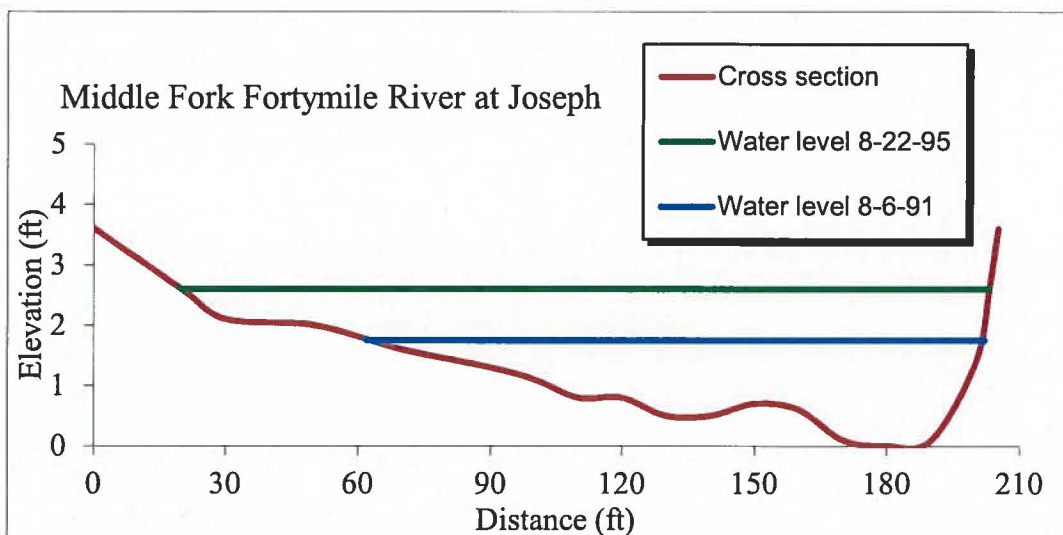 Middle Fork Fortymile River at Joseph
Cross section
Water level 8-22-95
Water level 8-6-91
Elevation (ft)
5
4
3
2
1
0
0 30 60 90 120 150 180 210
Distance (ft)